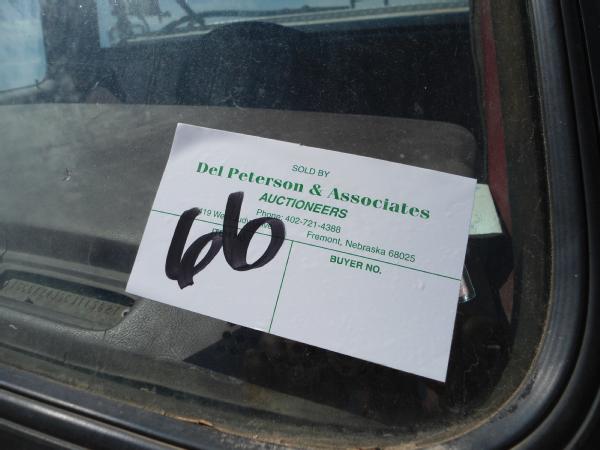 SOLD BY
Del Peterson & Associates
AUCTIONEERS
Phone: 402-721-4388
Fremont, Nebraska 68025
66
BUYER NO.